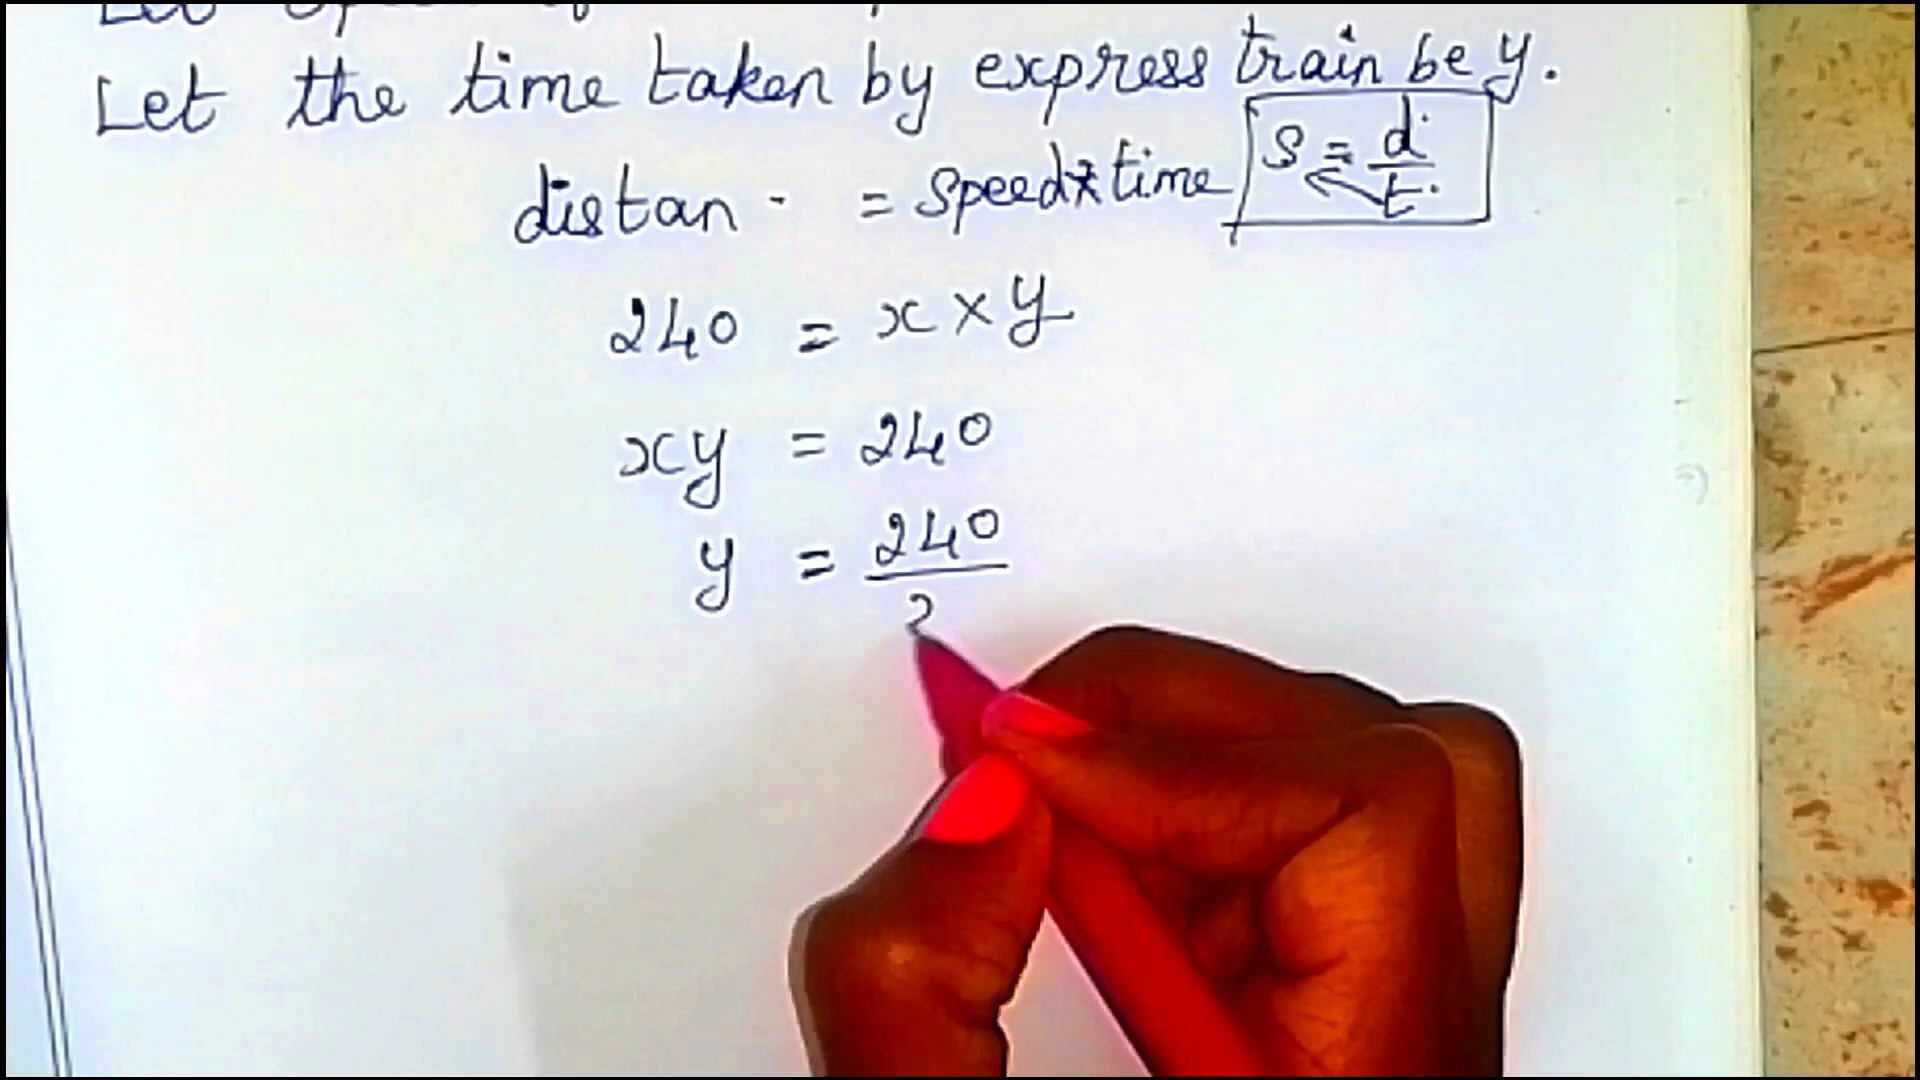 Let the time taken by express train be y.
distan = speed × time
s = d/t
240 = x × y
xy = 240
y = 240/